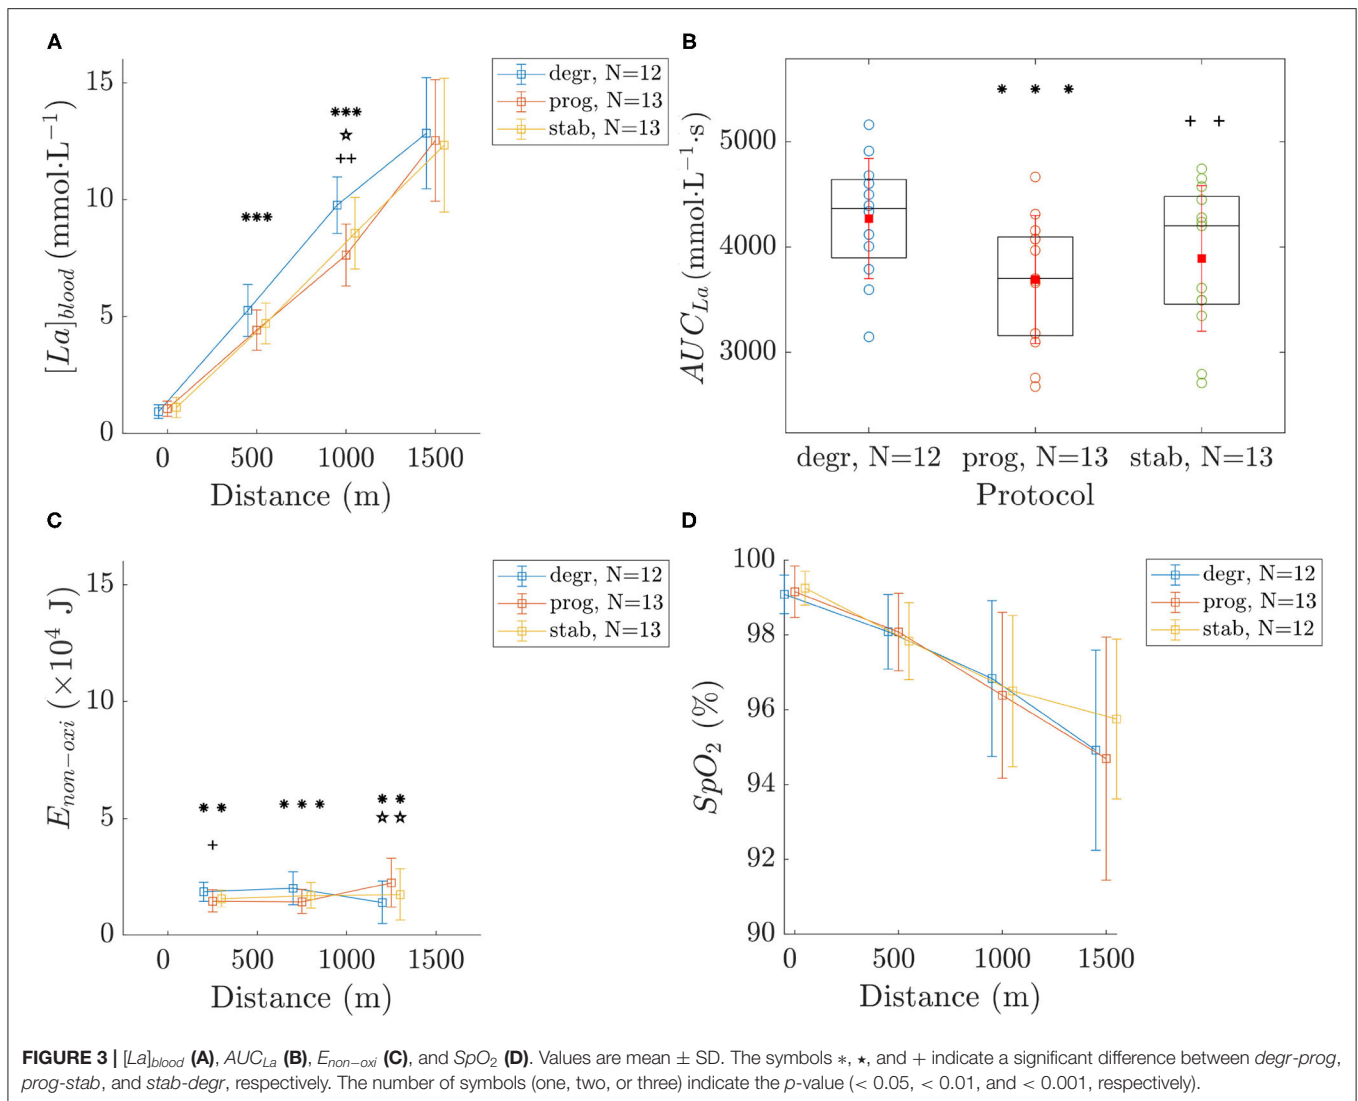 A
15
10
5
0
[La]blood (mmol·L−1)
0 500 1000 1500
Distance (m)
***
***
☆
++
degr, N=12
prog, N=13
stab, N=13
B
5000
4000
3000
AUCLa (mmol·L−1·s)
* * *
+ +
degr, N=12 prog, N=13 stab, N=13
Protocol
C
15
10
5
0
Enon−oxi (×104 J)
* *
+
* * *
* *
☆ ☆
0 500 1000 1500
Distance (m)
degr, N=12
prog, N=13
stab, N=13
D
100
98
96
94
92
90
SpO2 (%)
0 500 1000 1500
Distance (m)
degr, N=12
prog, N=13
stab, N=12
FIGURE 3 | [La]blood (A), AUCLa (B), Enon−oxi (C), and SpO2 (D). Values are mean ± SD. The symbols ∗, ⋆, and + indicate a significant difference between degr-prog,
prog-stab, and stab-degr, respectively. The number of symbols (one, two, or three) indicate the p-value (< 0.05, < 0.01, and < 0.001, respectively).